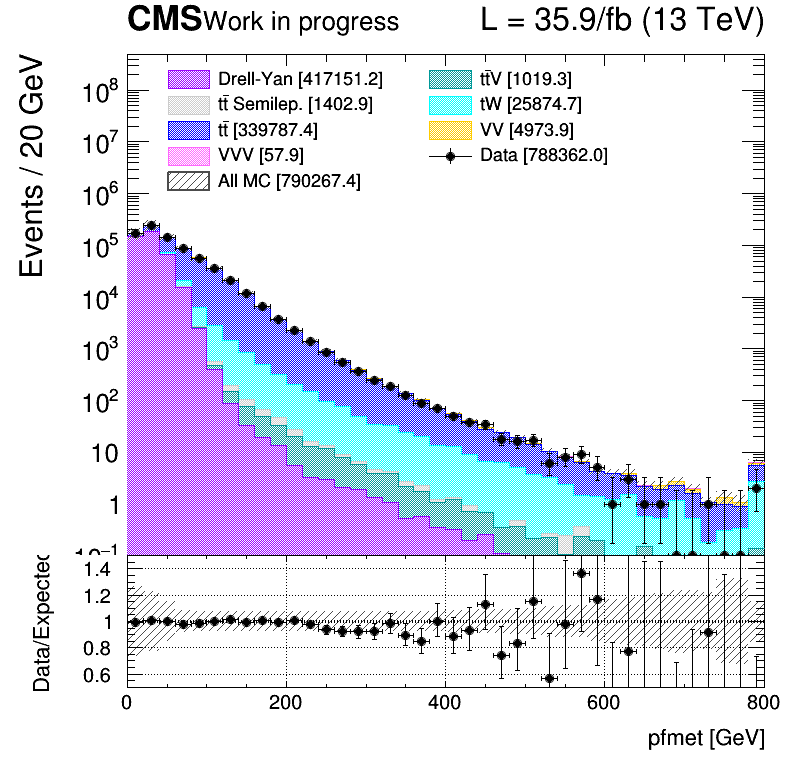 CMS Work in progress L = 35.9/fb (13 TeV)
Events / 20 GeV
Drell-Yan [417151.2]
tt̄ Semilep. [1402.9]
tt̄ [339787.4]
VVV [57.9]
All MC [790267.4]
tt̄V [1019.3]
tW [25874.7]
VV [4973.9]
Data [788362.0]
10⁸
10⁷
10⁶
10⁵
10⁴
10³
10²
10
1
10⁻¹
Data/Expected
1.4
1.2
1
0.8
0.6
0 200 400 600 800
pfmet [GeV]